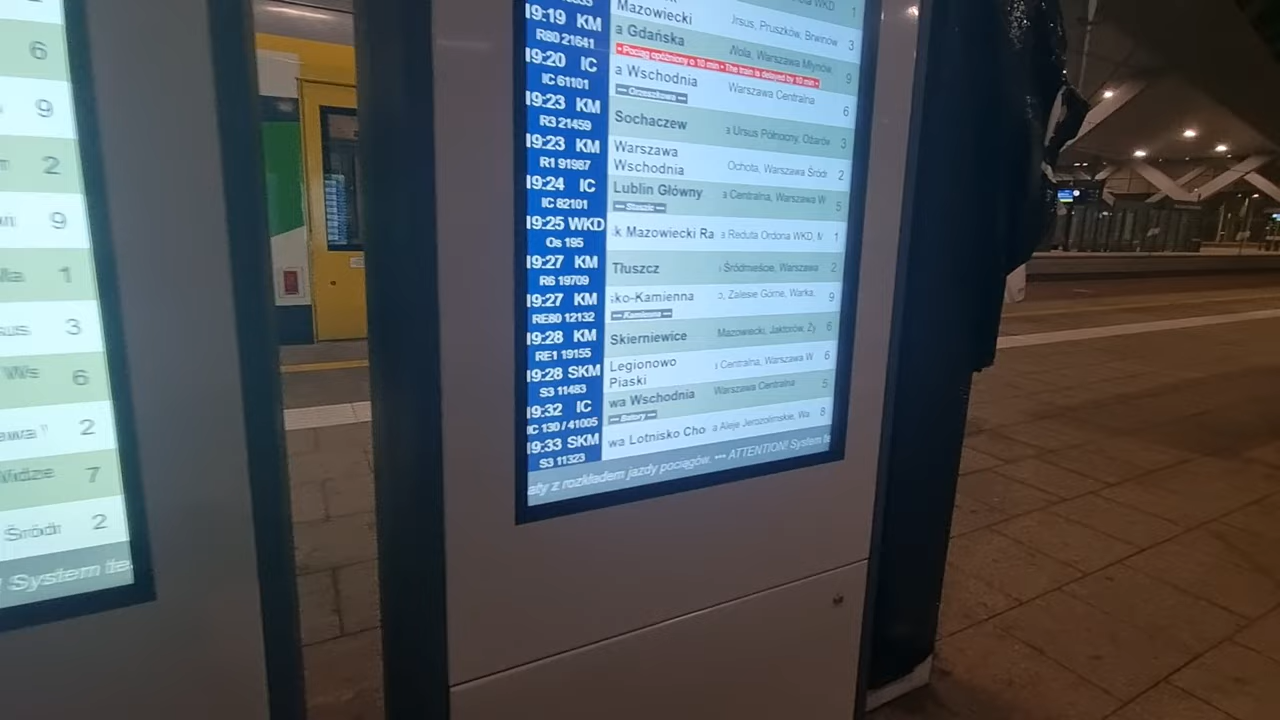 6
9
2
9
1
3
6
2
7
Śródr 2
! System te
19:19 KM Mazowiecki Jrsus, Pruszków, Brwinów 3
R80 21641 a Gdańska Wola, Warszawa Młynów, 9
• Pociąg opóźniony o 10 min • The train is delayed by 10 min •
19:20 IC a Wschodnia Warszawa Centralna 6
IC 61101 — Orzeszkowa —
19:23 KM Sochaczew a Ursus Północny, Ożarów 3
R3 21459
19:23 KM Warszawa Wschodnia Ochota, Warszawa Śródm 2
R1 91987
19:24 IC Lublin Główny a Centralna, Warszawa W 5
IC 82101 — Staszic —
19:25 WKD k Mazowiecki Ra a Reduta Ordona WKD, M 1
Os 195
19:27 KM Tłuszcz Śródmieście, Warszawa 2
R6 19709
19:27 KM sko-Kamienna o, Zalesie Górne, Warka, 9
RE80 12132 — Kamienna —
19:28 KM Skierniewice Mazowiecki, Jaktorów, Ży 6
RE1 19155
19:28 SKM Legionowo Piaski Centralna, Warszawa W 6
S3 11483
19:32 IC wa Wschodnia Warszawa Centralna 5
IC 130 / 41005 — Batory —
19:33 SKM wa Lotnisko Cho a Aleje Jerozolimskie, Wa 8
S3 11323
aty z rozkładem jazdy pociągów. --- ATTENTION! System te